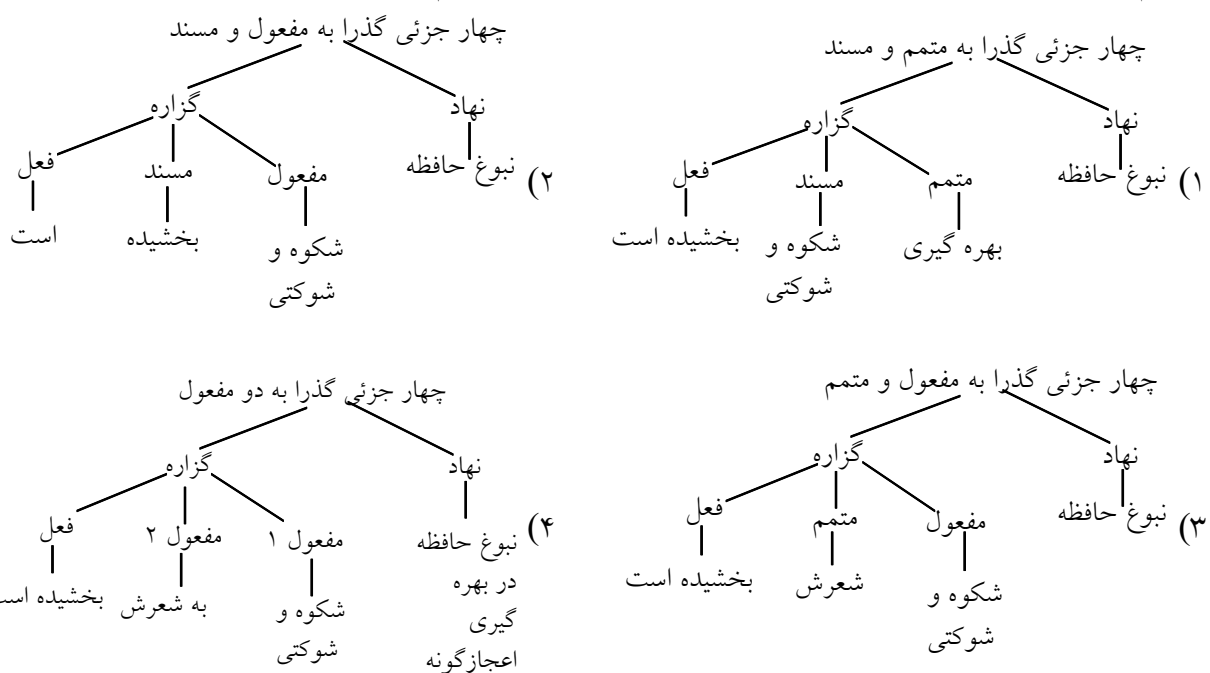 چهار جزئی گذرا به متمم و مسند
نهاد
گزاره
متمم
مسند
فعل
۱) نبوغ حافظه
بهره گیری
شکوه و
شوکتی
بخشیده است
چهار جزئی گذرا به مفعول و مسند
نهاد
گزاره
مفعول
مسند
فعل
۲) نبوغ حافظه
شکوه و
شوکتی
بخشیده
است
چهار جزئی گذرا به مفعول و متمم
نهاد
گزاره
مفعول
متمم
فعل
۳) نبوغ حافظه
شکوه و
شوکتی
شعرش
بخشیده است
چهار جزئی گذرا به دو مفعول
نهاد
گزاره
مفعول ۱
مفعول ۲
فعل
۴) نبوغ حافظه
در بهره
گیری
اعجازگونه
شکوه و
شوکتی
به شعرش
بخشیده است